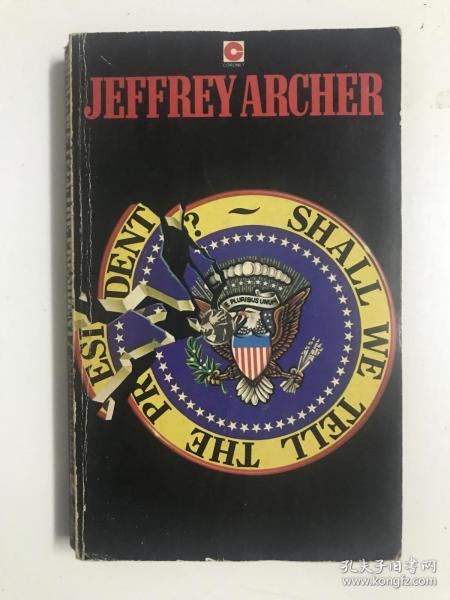 CORONET
JEFFREY ARCHER
SHALL WE TELL THE PRESIDENT?
E PLURIBUS UNUM
孔夫子旧书网
www.kongfz.com